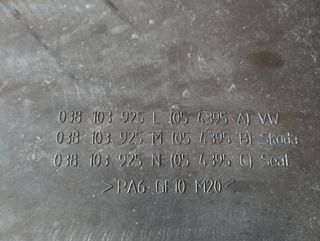 038 103 925 L (05 4395 A) VW
038 103 925 M (05 4395 B) Skoda
038 103 925 N (05 4395 C) Seat
>PA6-GF10 M20<